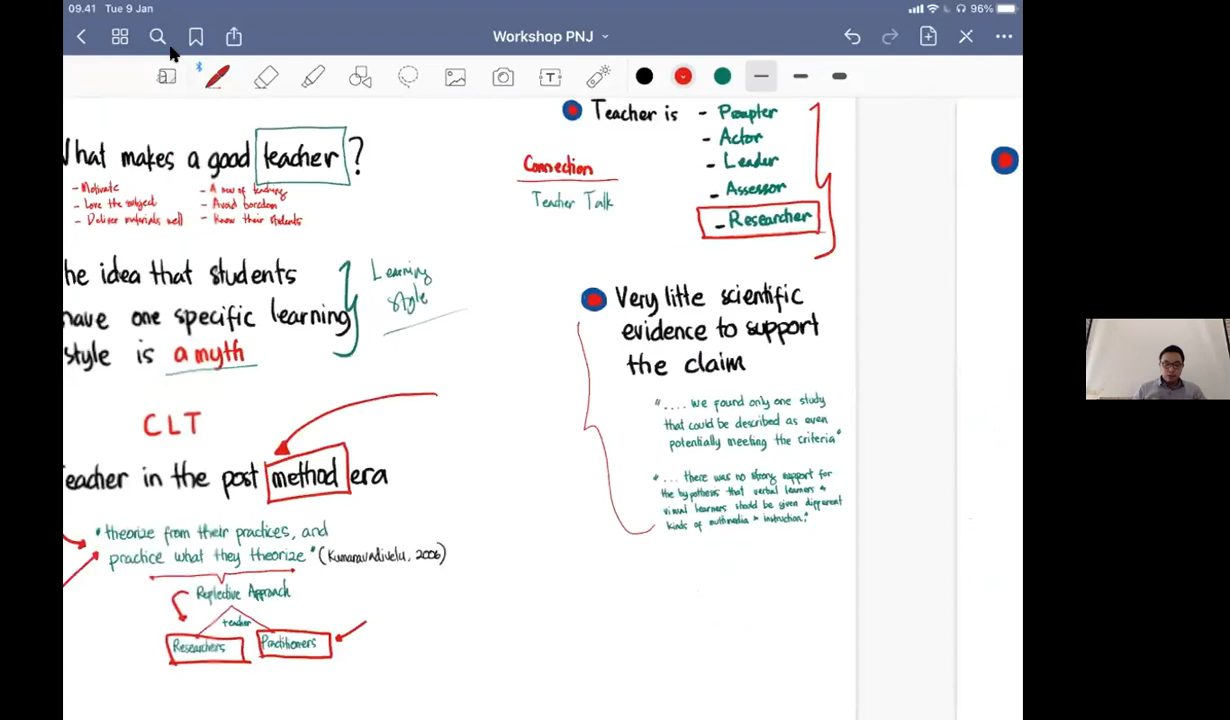 09.41 Tue 9 Jan
96%
Workshop PNJ
What makes a good teacher ?
- Motivate
- Love the subject
- Deliver materials well
- A new of teaching
- Avoid boredom
- Know their students
he idea that students
have one specific learning
style is a myth
Learning
style
CLT
Teacher in the post method era
"theorize from their practices, and
practice what they theorize" (Kumaravadivelu, 2006)
Reflective Approach
teacher
Researchers
Practitioners
Teacher is
- Prompter
- Actor
- Leader
- Assessor
- Researcher
Connection
Teacher Talk
Very little scientific
evidence to support
the claim
".... we found only one study
that could be described as even
potentially meeting the criteria"
"... there was no strong support for
the hypothesis that verbal learners &
visual learners should be given different
kinds of multimedia instruction."